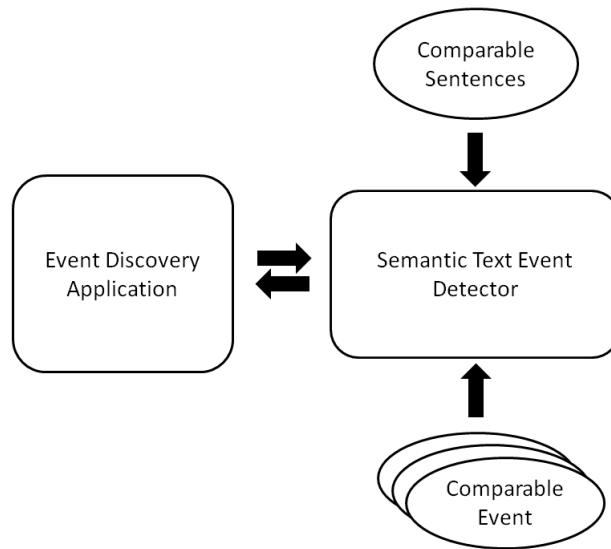 Comparable
Sentences
Event Discovery
Application
Semantic Text Event
Detector
Comparable
Event